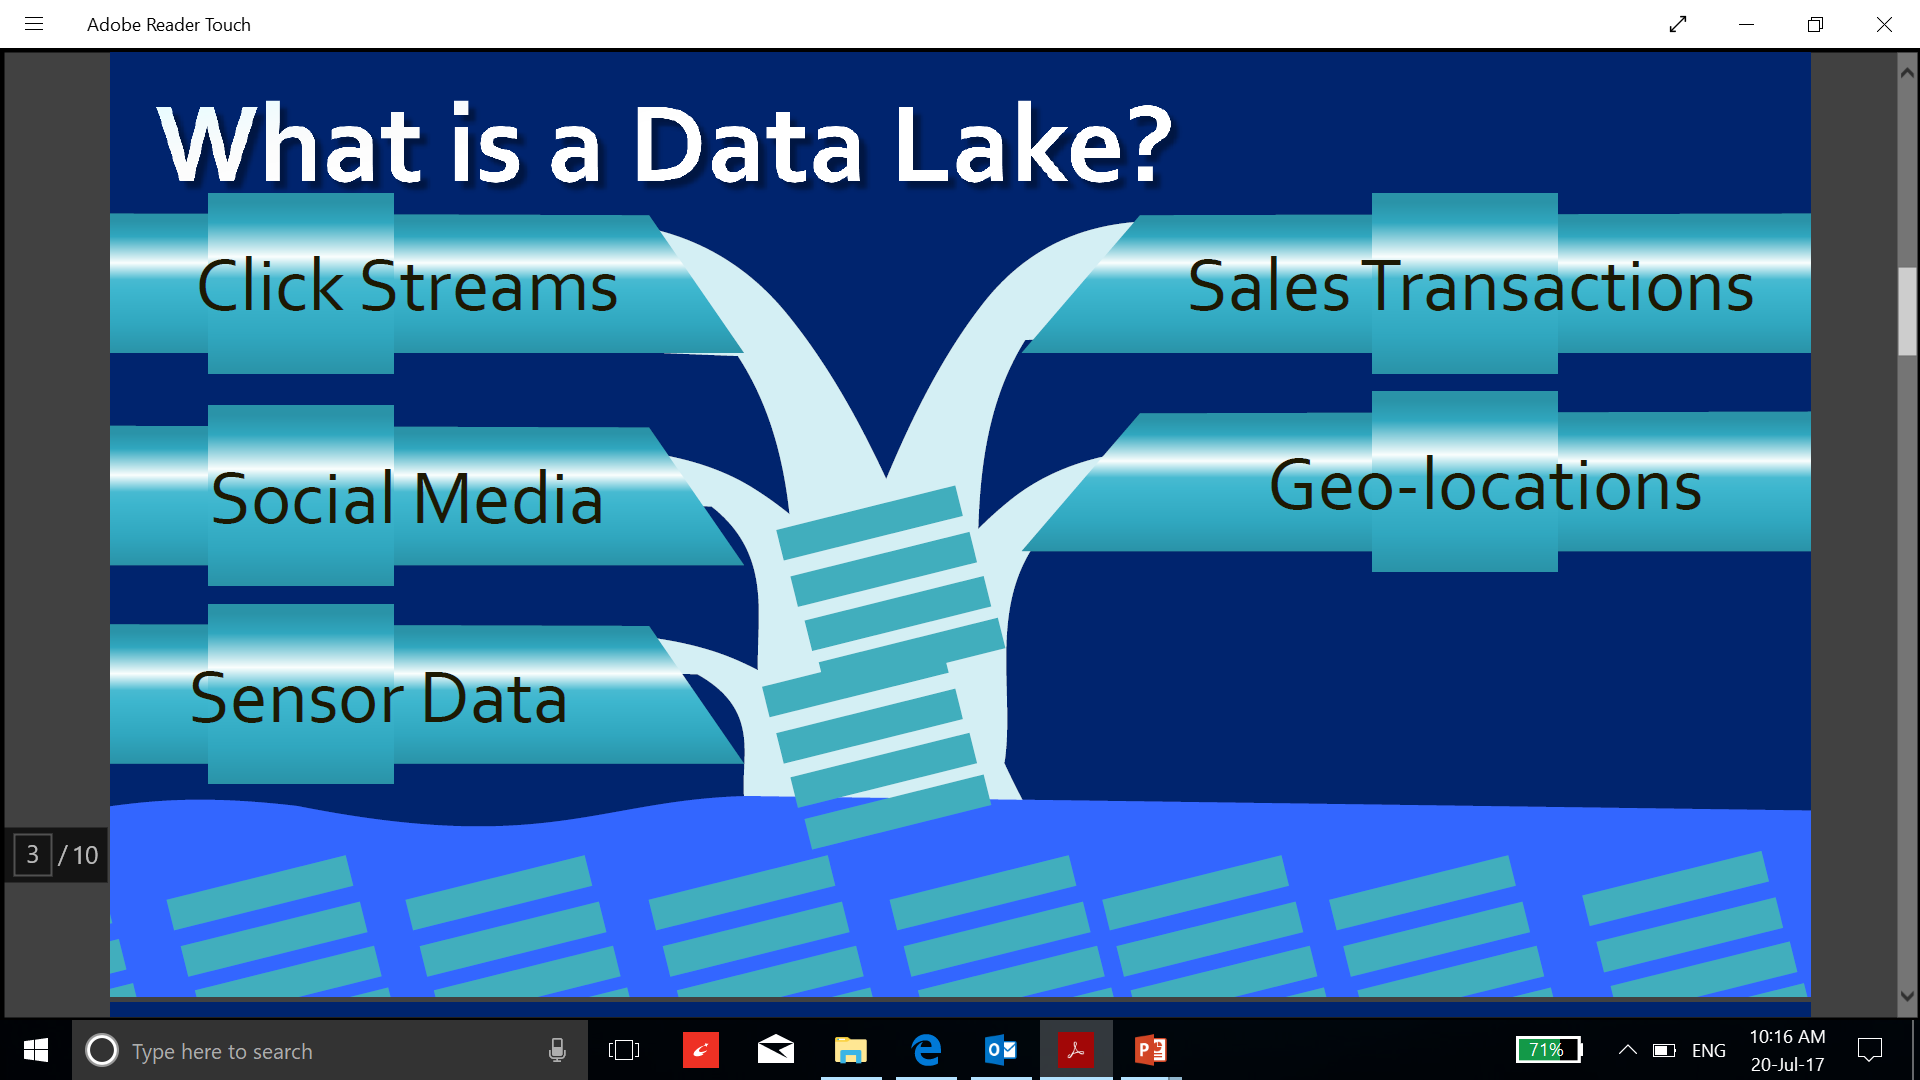 Adobe Reader Touch
What is a Data Lake?
Click Streams
Sales Transactions
Social Media
Geo-locations
Sensor Data
3 / 10
Type here to search
71%
ENG
10:16 AM
20-Jul-17